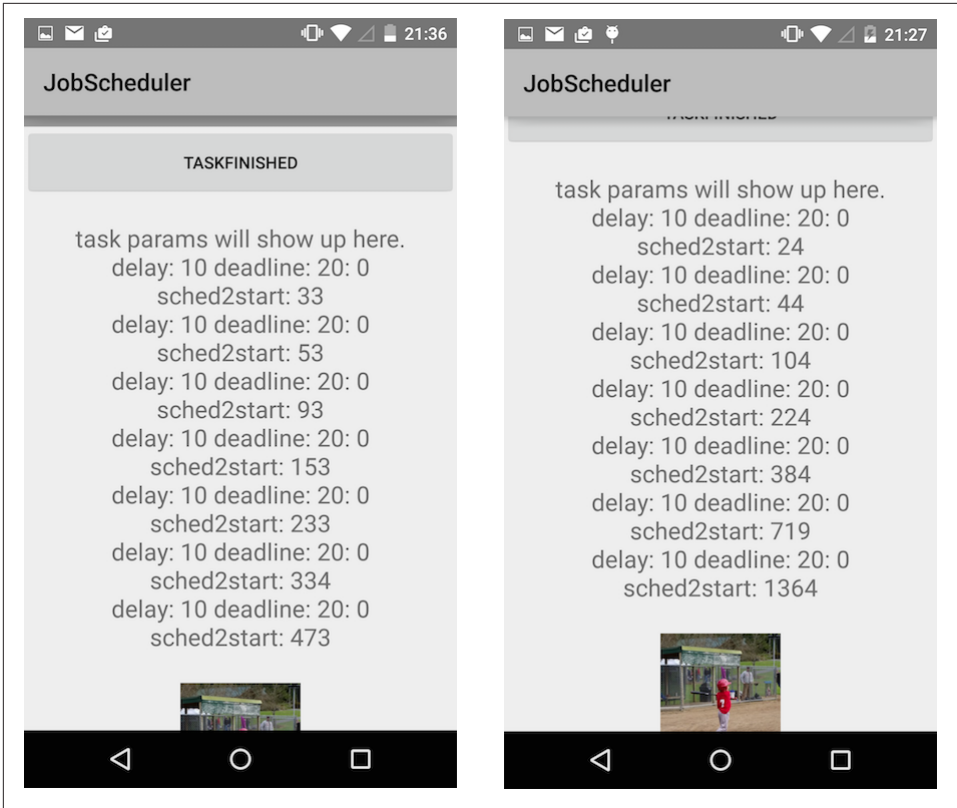 21:36
JobScheduler
TASKFINISHED
task params will show up here.
delay: 10 deadline: 20: 0
sched2start: 33
delay: 10 deadline: 20: 0
sched2start: 53
delay: 10 deadline: 20: 0
sched2start: 93
delay: 10 deadline: 20: 0
sched2start: 153
delay: 10 deadline: 20: 0
sched2start: 233
delay: 10 deadline: 20: 0
sched2start: 334
delay: 10 deadline: 20: 0
sched2start: 473
21:27
JobScheduler
TASKFINISHED
task params will show up here.
delay: 10 deadline: 20: 0
sched2start: 24
delay: 10 deadline: 20: 0
sched2start: 44
delay: 10 deadline: 20: 0
sched2start: 104
delay: 10 deadline: 20: 0
sched2start: 224
delay: 10 deadline: 20: 0
sched2start: 384
delay: 10 deadline: 20: 0
sched2start: 719
delay: 10 deadline: 20: 0
sched2start: 1364